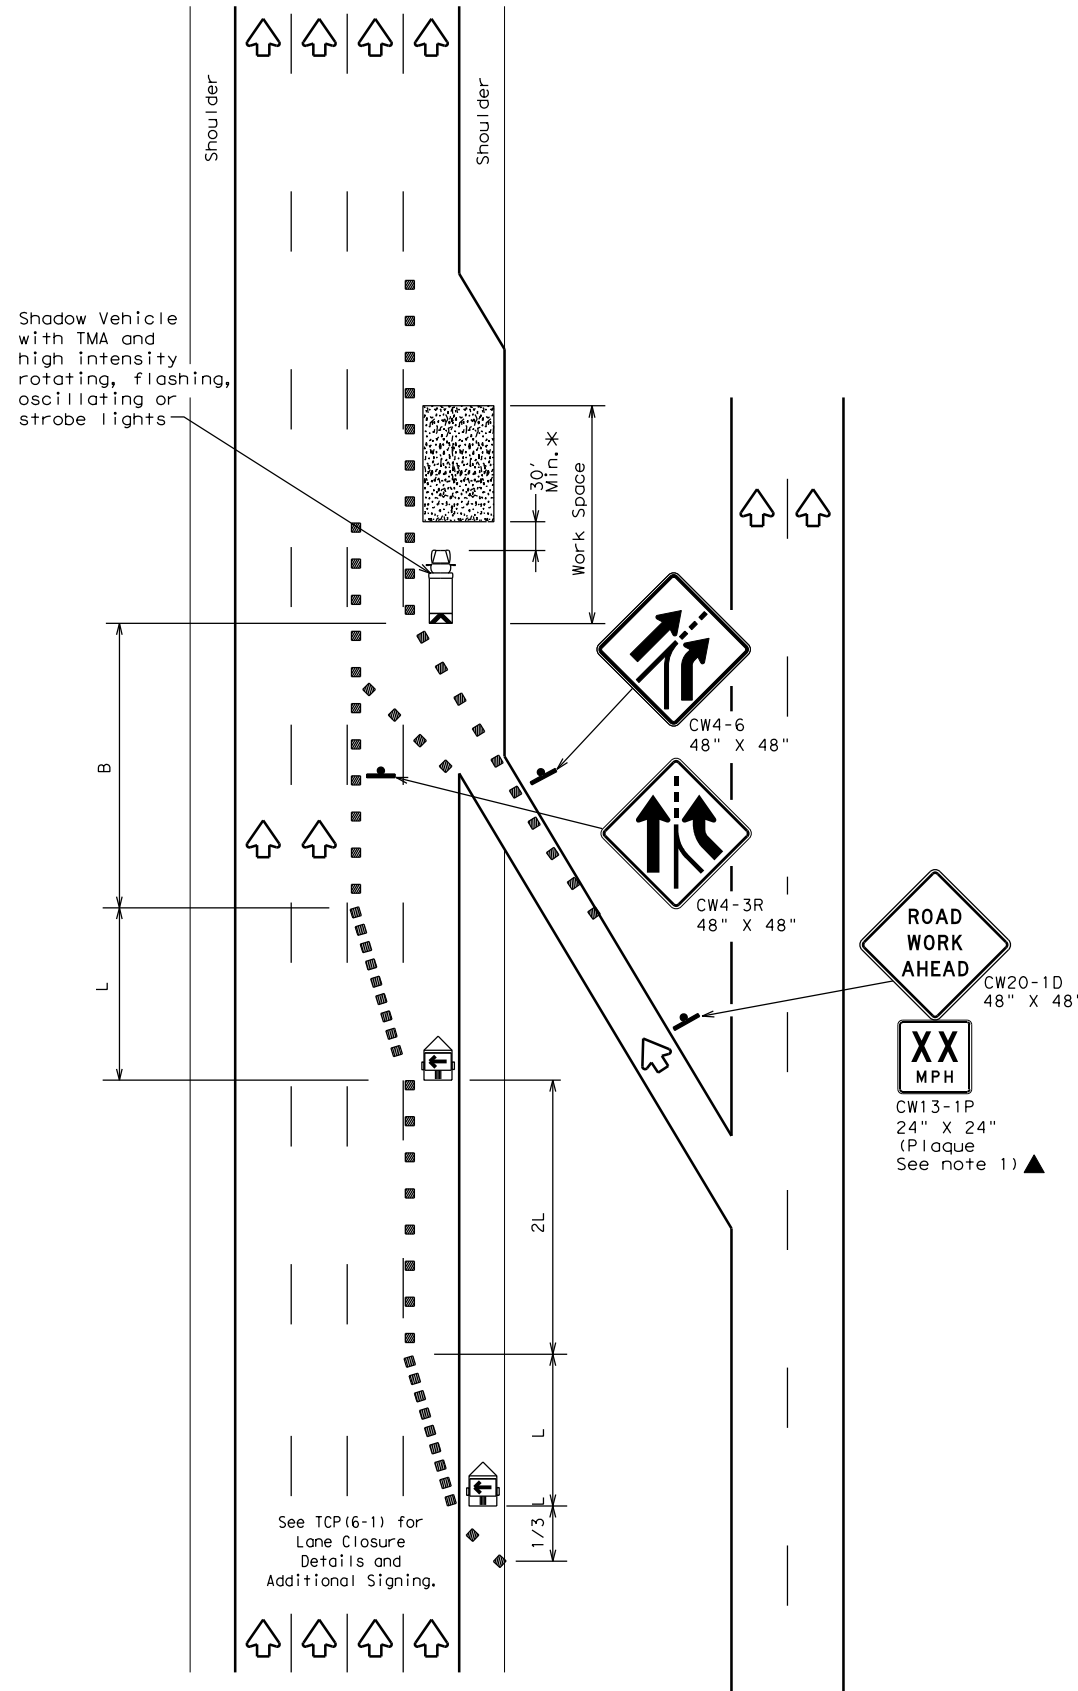 Shoulder
Shoulder
Shadow Vehicle
with TMA and
high intensity
rotating, flashing,
oscillating or
strobe lights
30'
Min.*
Work Space
CW4-6
48" X 48"
B
CW4-3R
48" X 48"
ROAD
WORK
AHEAD
CW20-1D
48" X 48"
L
XX
MPH
CW13-1P
24" X 24"
(Plaque
See note 1)▲
2L
L
1/3 L
See TCP(6-1) for
Lane Closure
Details and
Additional Signing.